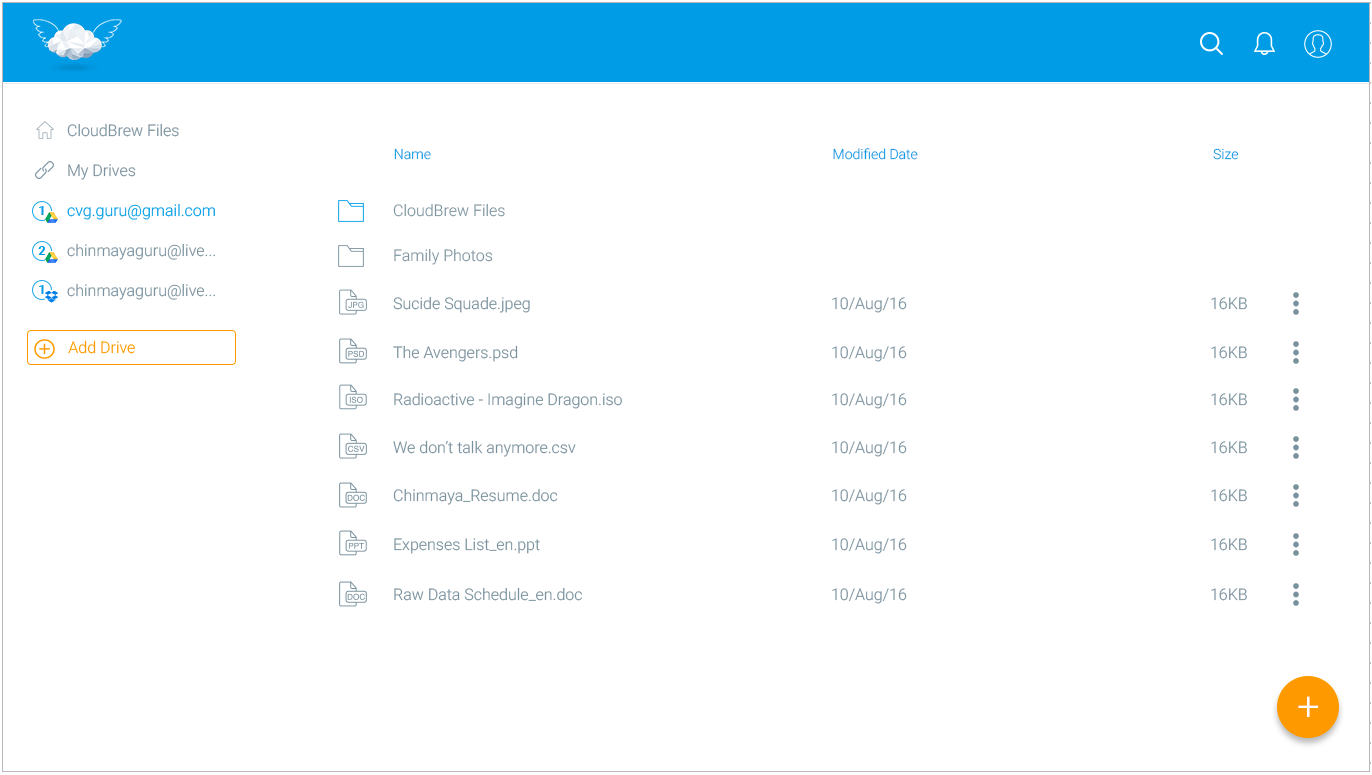 CloudBrew Files
My Drives
1 cvg.guru@gmail.com
2 chinmayaguru@live...
1 chinmayaguru@live...
Add Drive
Name Modified Date Size
CloudBrew Files
Family Photos
JPG Sucide Squade.jpeg 10/Aug/16 16KB
PSD The Avengers.psd 10/Aug/16 16KB
ISO Radioactive - Imagine Dragon.iso 10/Aug/16 16KB
CSV We don’t talk anymore.csv 10/Aug/16 16KB
DOC Chinmaya_Resume.doc 10/Aug/16 16KB
PPT Expenses List_en.ppt 10/Aug/16 16KB
DOC Raw Data Schedule_en.doc 10/Aug/16 16KB